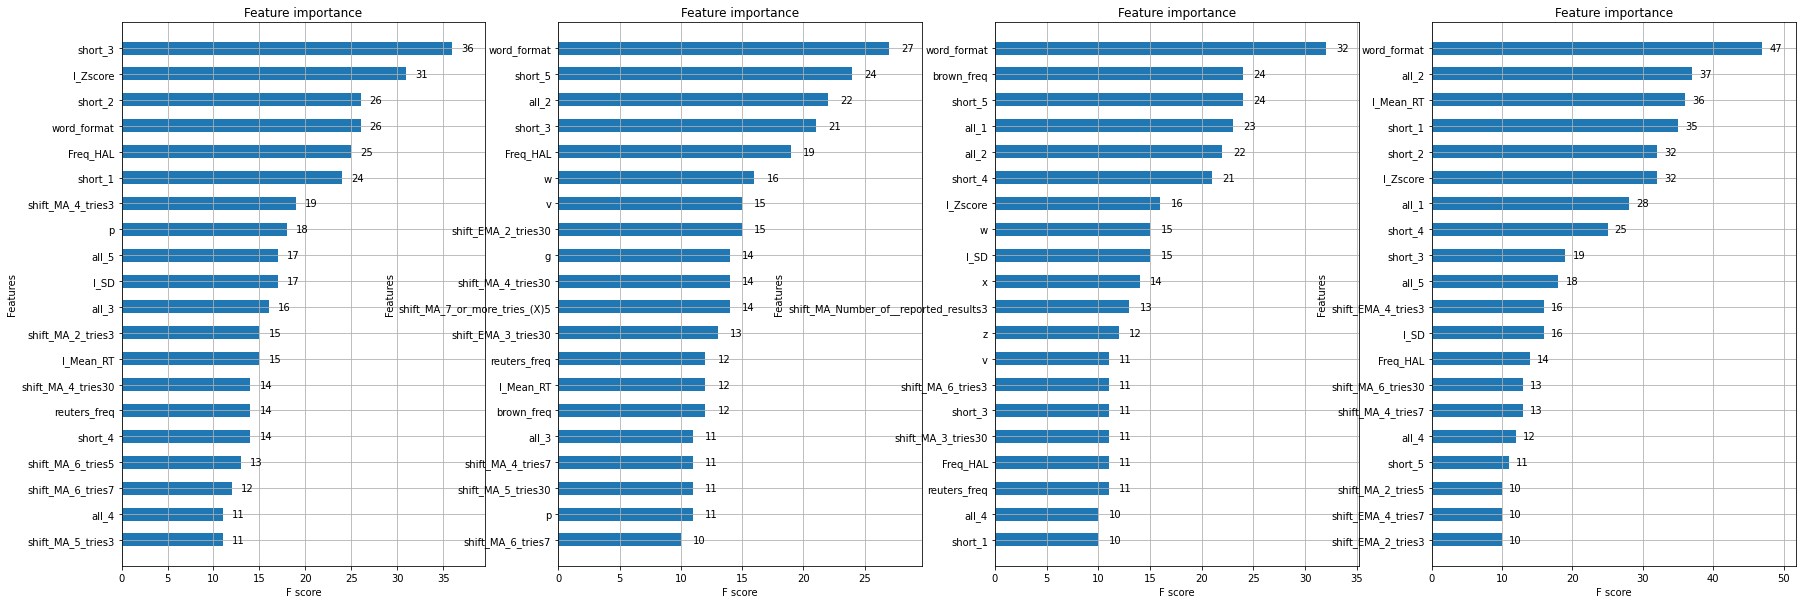 Feature importance
Features
short_3 36
I_Zscore 31
short_2 26
word_format 26
Freq_HAL 25
short_1 24
shift_MA_4_tries3 19
p 18
all_5 17
I_SD 17
all_3 16
shift_MA_2_tries3 15
I_Mean_RT 15
shift_MA_4_tries30 14
reuters_freq 14
short_4 14
shift_MA_6_tries5 13
shift_MA_6_tries7 12
all_4 11
shift_MA_5_tries3 11
0 5 10 15 20 25 30 35
F score
Feature importance
Features
word_format 27
short_5 24
all_2 22
short_3 21
Freq_HAL 19
w 16
v 15
shift_EMA_2_tries30 15
g 14
shift_MA_4_tries30 14
shift_MA_7_or_more_tries_(X)5 14
shift_EMA_3_tries30 13
reuters_freq 12
I_Mean_RT 12
brown_freq 12
all_3 11
shift_MA_4_tries7 11
shift_MA_5_tries30 11
p 11
shift_MA_6_tries7 10
0 5 10 15 20 25
F score
Feature importance
Features
word_format 32
brown_freq 24
short_5 24
all_1 23
all_2 22
short_4 21
I_Zscore 16
w 15
I_SD 15
x 14
shift_MA_Number_of__reported_results3 13
z 12
v 11
shift_MA_6_tries3 11
short_3 11
shift_MA_3_tries30 11
Freq_HAL 11
reuters_freq 11
all_4 10
short_1 10
0 5 10 15 20 25 30 35
F score
Feature importance
Features
word_format 47
all_2 37
I_Mean_RT 36
short_1 35
short_2 32
I_Zscore 32
all_1 28
short_4 25
short_3 19
all_5 18
shift_EMA_4_tries3 16
I_SD 16
Freq_HAL 14
shift_MA_6_tries30 13
shift_MA_4_tries7 13
all_4 12
short_5 11
shift_MA_2_tries5 10
shift_EMA_4_tries7 10
shift_EMA_2_tries3 10
0 10 20 30 40 50
F score